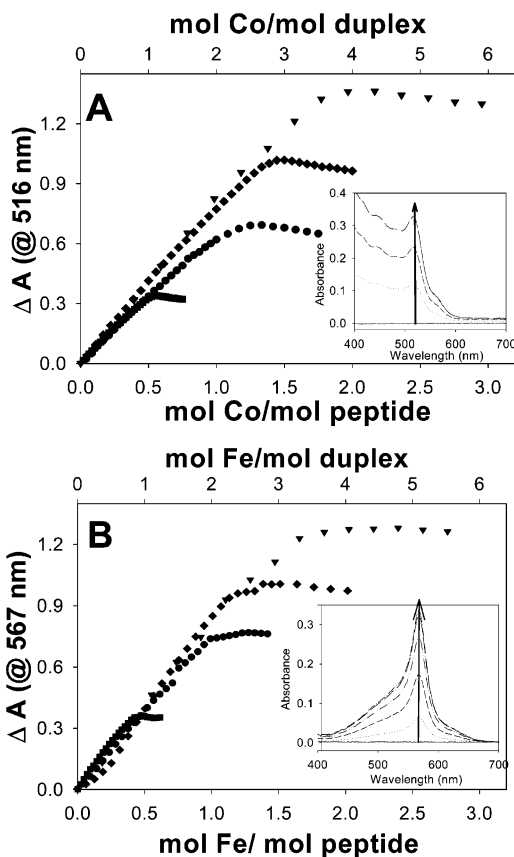 mol Co/mol duplex
0 1 2 3 4 5 6
A
Δ A (@ 516 nm)
1.2
0.9
0.6
0.3
0.0
0.4
0.3
0.2
0.1
0.0
Absorbance
400 500 600 700
Wavelength (nm)
0.0 0.5 1.0 1.5 2.0 2.5 3.0
mol Co/mol peptide
mol Fe/mol duplex
0 1 2 3 4 5 6
B
Δ A (@ 567 nm)
1.2
0.9
0.6
0.3
0.0
0.3
0.2
0.1
0.0
Absorbance
400 500 600 700
Wavelength (nm)
0.0 0.5 1.0 1.5 2.0 2.5 3.0
mol Fe/ mol peptide